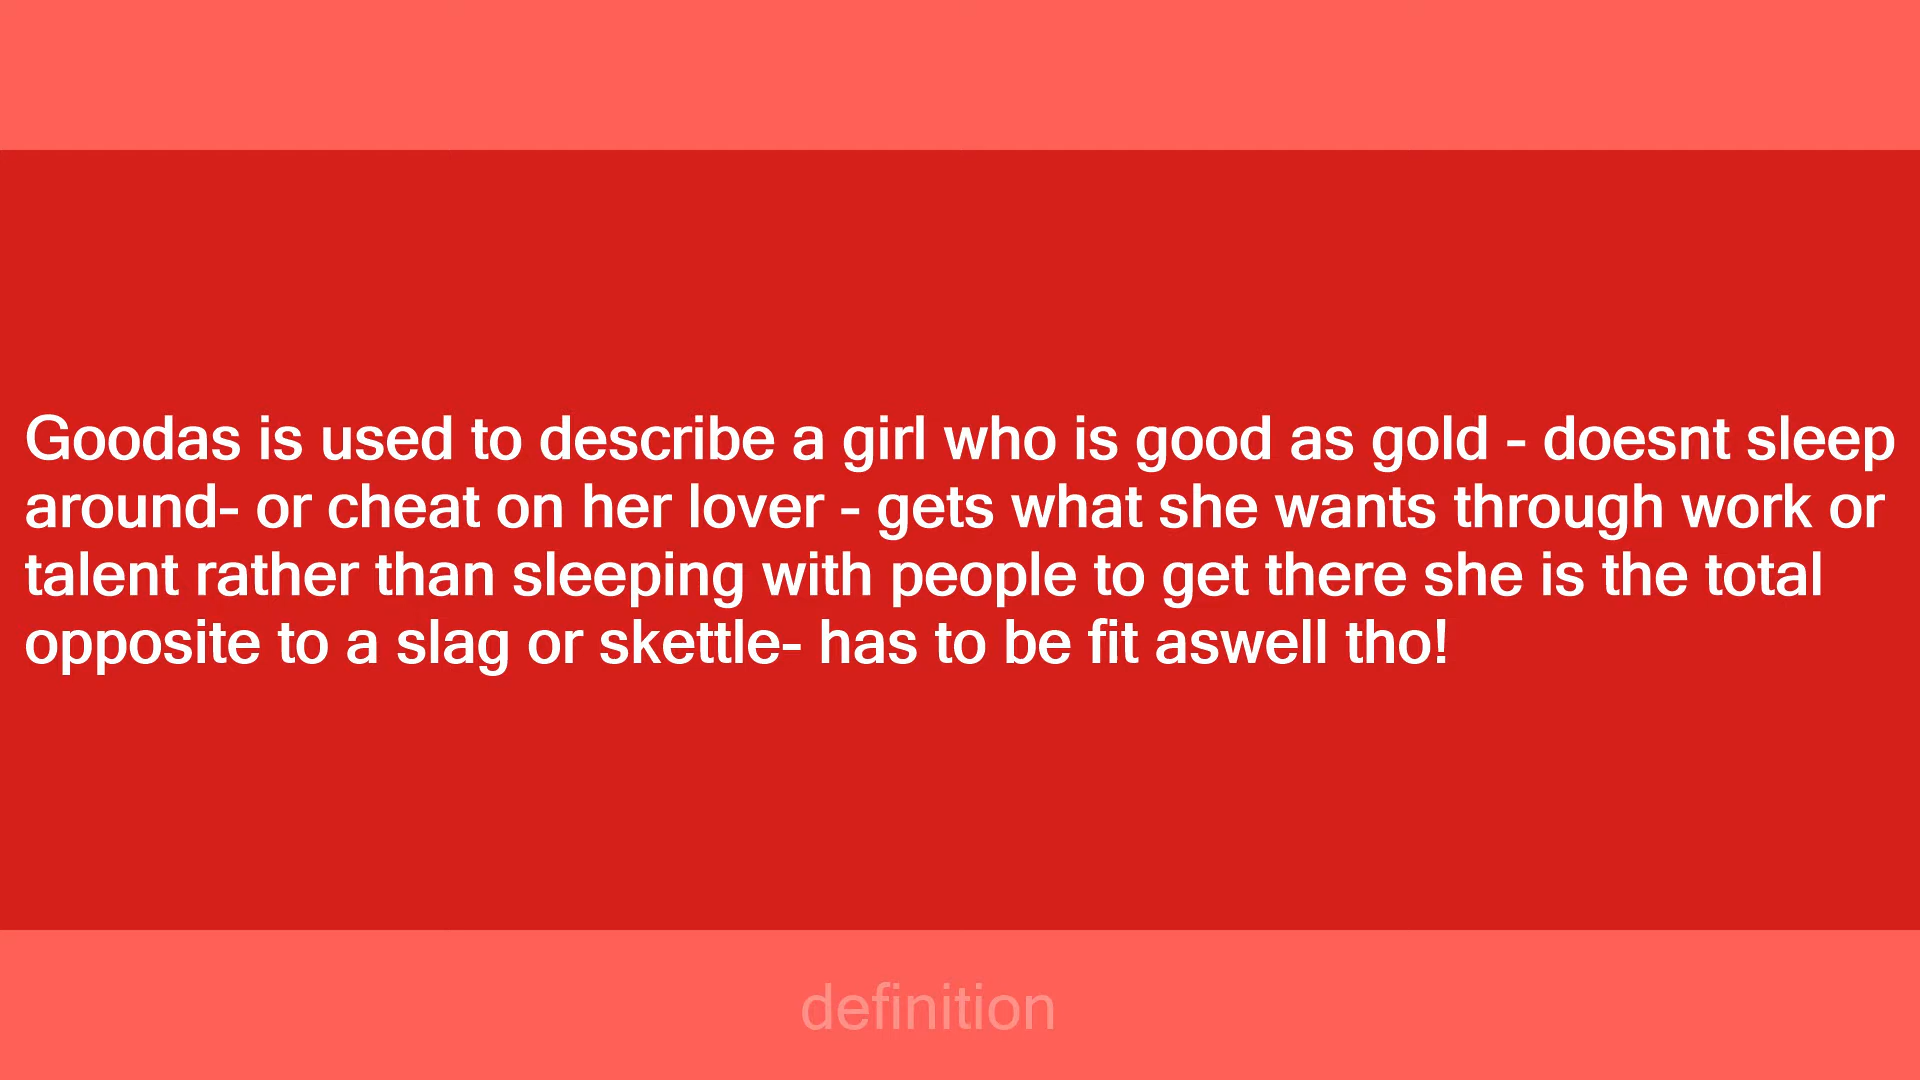 Goodas is used to describe a girl who is good as gold - doesnt sleep
around- or cheat on her lover - gets what she wants through work or
talent rather than sleeping with people to get there she is the total
opposite to a slag or skettle- has to be fit aswell tho!
definition